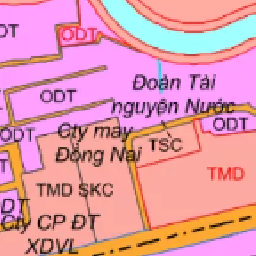 ODT
ODT
Đoàn Tài
nguyên Nước
ODT
ODT
ODT
Cty may
Đồng Nai
TSC
TMD SKC
TMD
Cty CP ĐT
XDVL